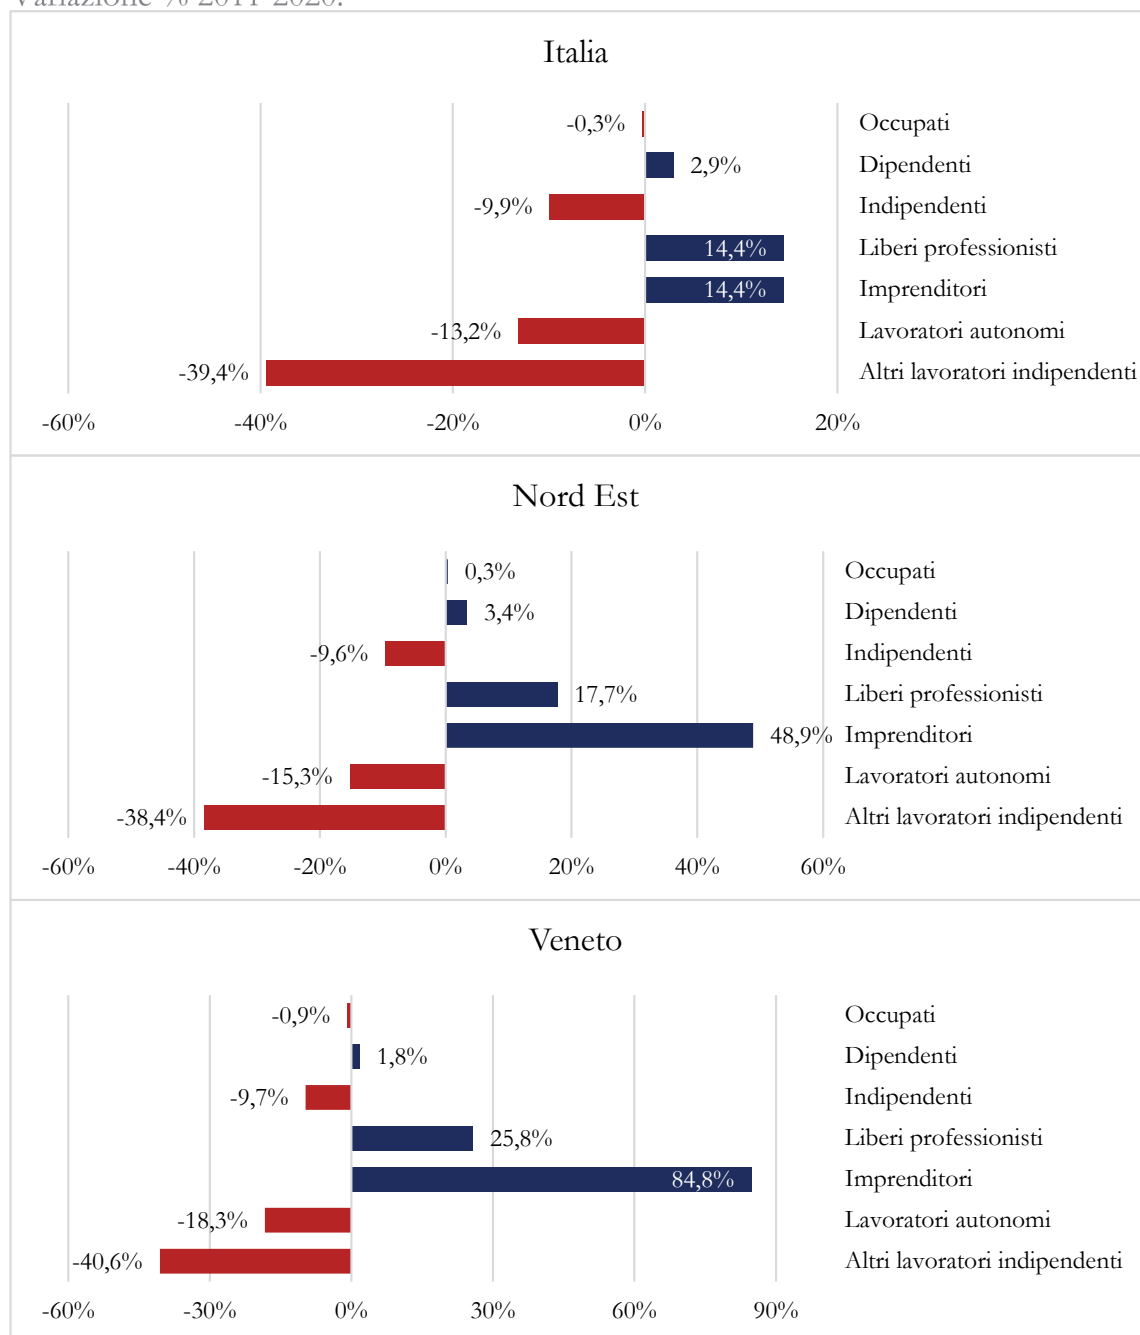 Variazione % 2011-2020.
Italia
-0,3% Occupati
2,9% Dipendenti
-9,9% Indipendenti
14,4% Liberi professionisti
14,4% Imprenditori
-13,2% Lavoratori autonomi
-39,4% Altri lavoratori indipendenti
-60% -40% -20% 0% 20%
Nord Est
0,3% Occupati
3,4% Dipendenti
-9,6% Indipendenti
17,7% Liberi professionisti
48,9% Imprenditori
-15,3% Lavoratori autonomi
-38,4% Altri lavoratori indipendenti
-60% -40% -20% 0% 20% 40% 60%
Veneto
-0,9% Occupati
1,8% Dipendenti
-9,7% Indipendenti
25,8% Liberi professionisti
84,8% Imprenditori
-18,3% Lavoratori autonomi
-40,6% Altri lavoratori indipendenti
-60% -30% 0% 30% 60% 90%